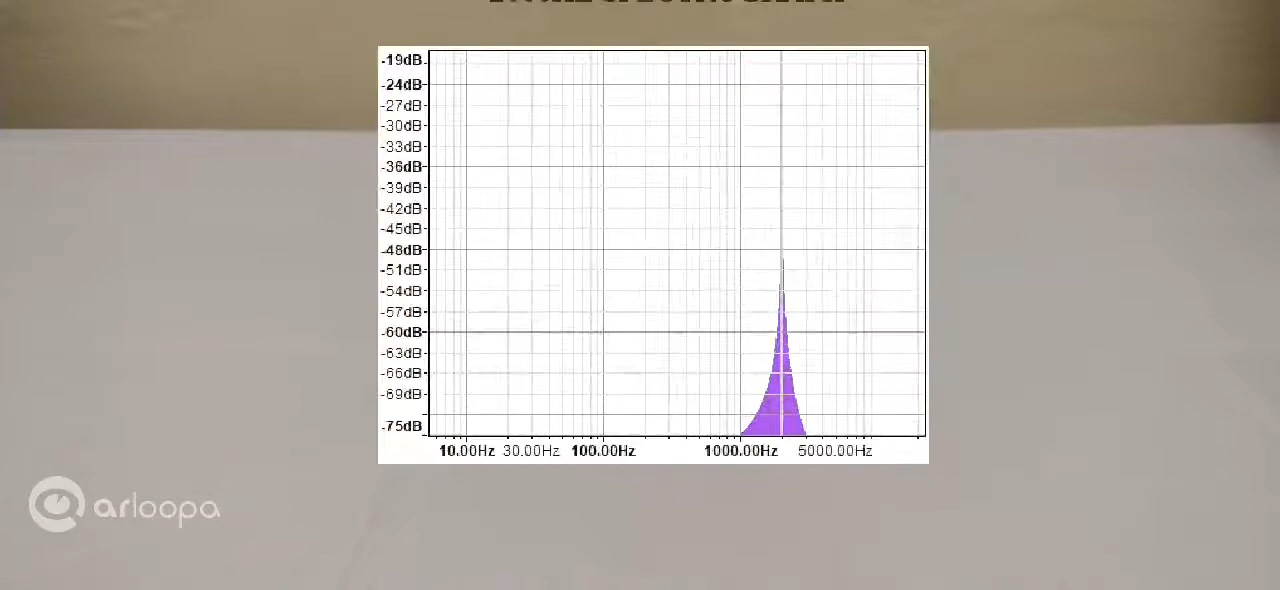 -19dB
-24dB
-27dB
-30dB
-33dB
-36dB
-39dB
-42dB
-45dB
-48dB
-51dB
-54dB
-57dB
-60dB
-63dB
-66dB
-69dB
-75dB
10.00Hz 30.00Hz 100.00Hz 1000.00Hz 5000.00Hz
arloopa